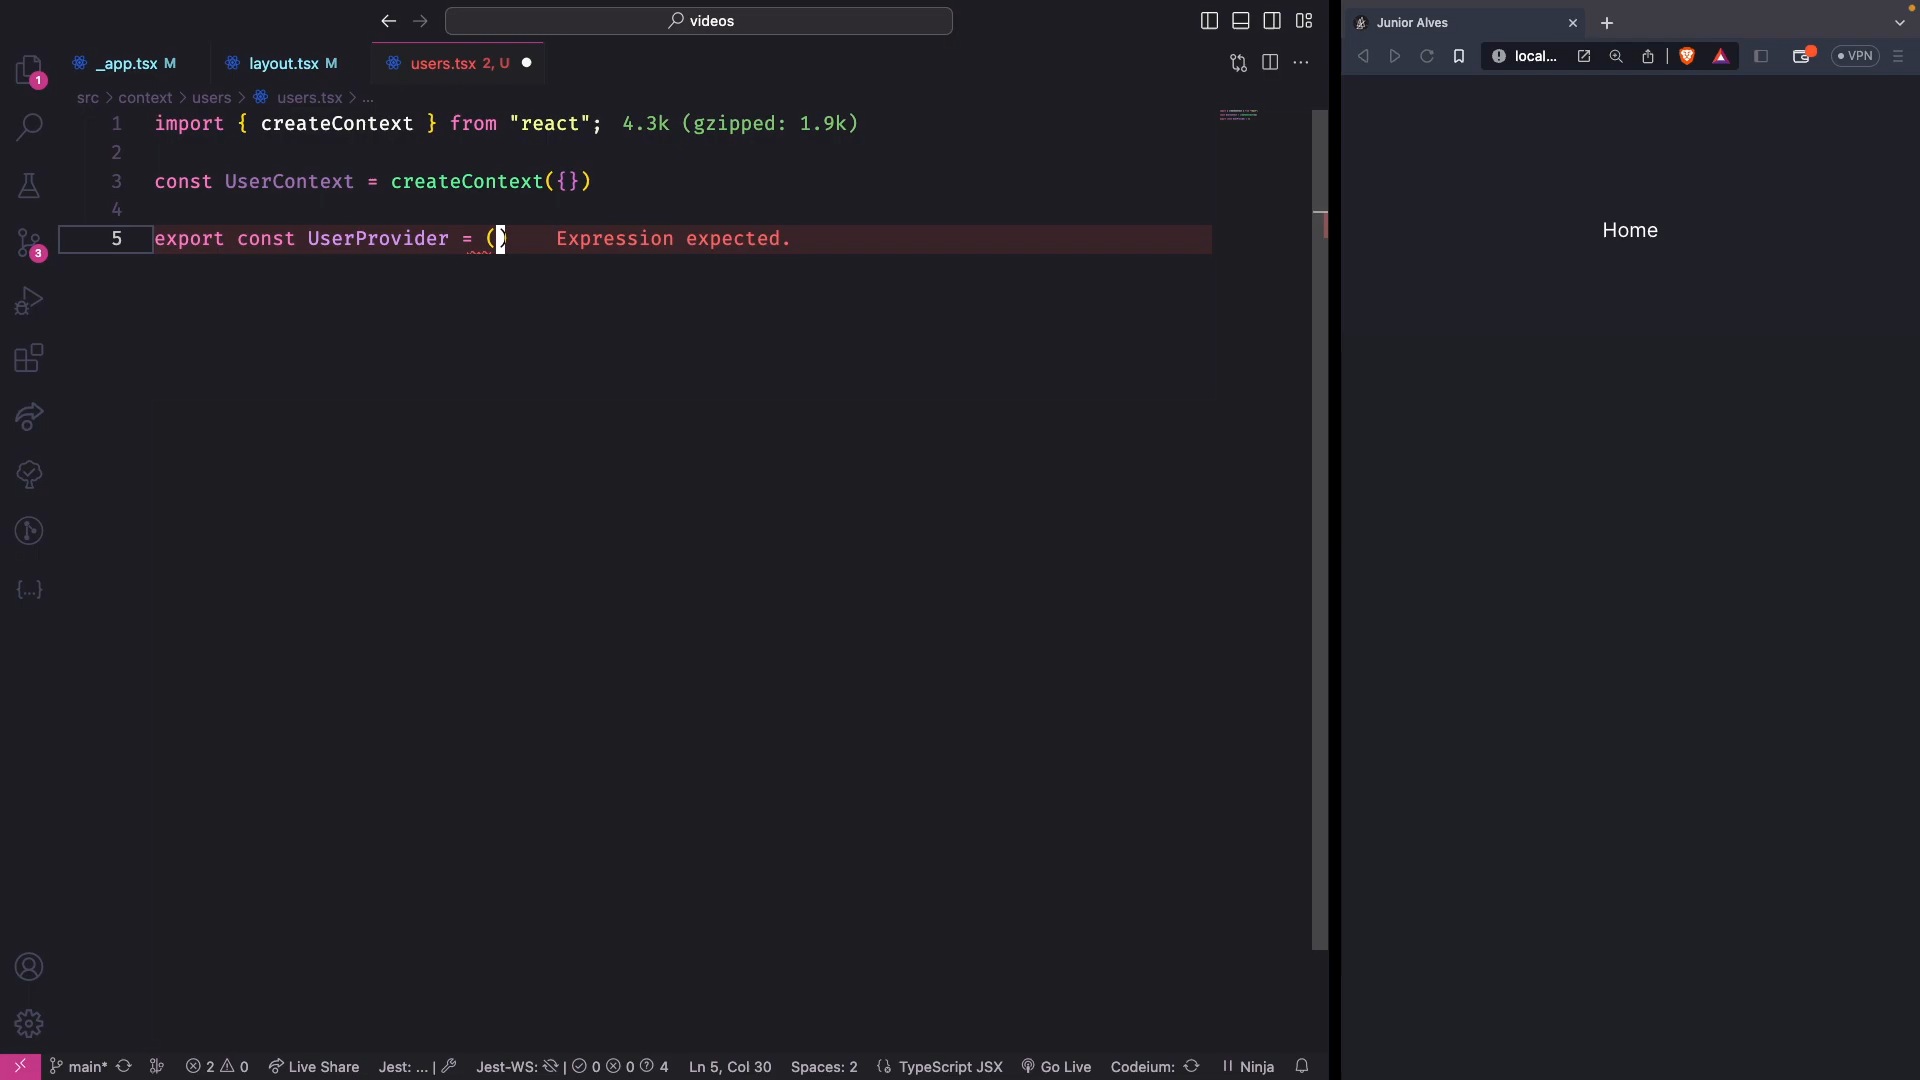 videos
_app.tsx M
layout.tsx M
users.tsx 2, U
src > context > users > users.tsx > ...
1 import { createContext } from "react"; 4.3k (gzipped: 1.9k)
2
3 const UserContext = createContext({})
4
5 export const UserProvider = () Expression expected.
1
3
{...}
main* 2 0 Live Share Jest: ... | Jest-WS: | 0 0 4 Ln 5, Col 30 Spaces: 2 TypeScript JSX Go Live Codeium: Ninja
Junior Alves
local...
VPN
Home